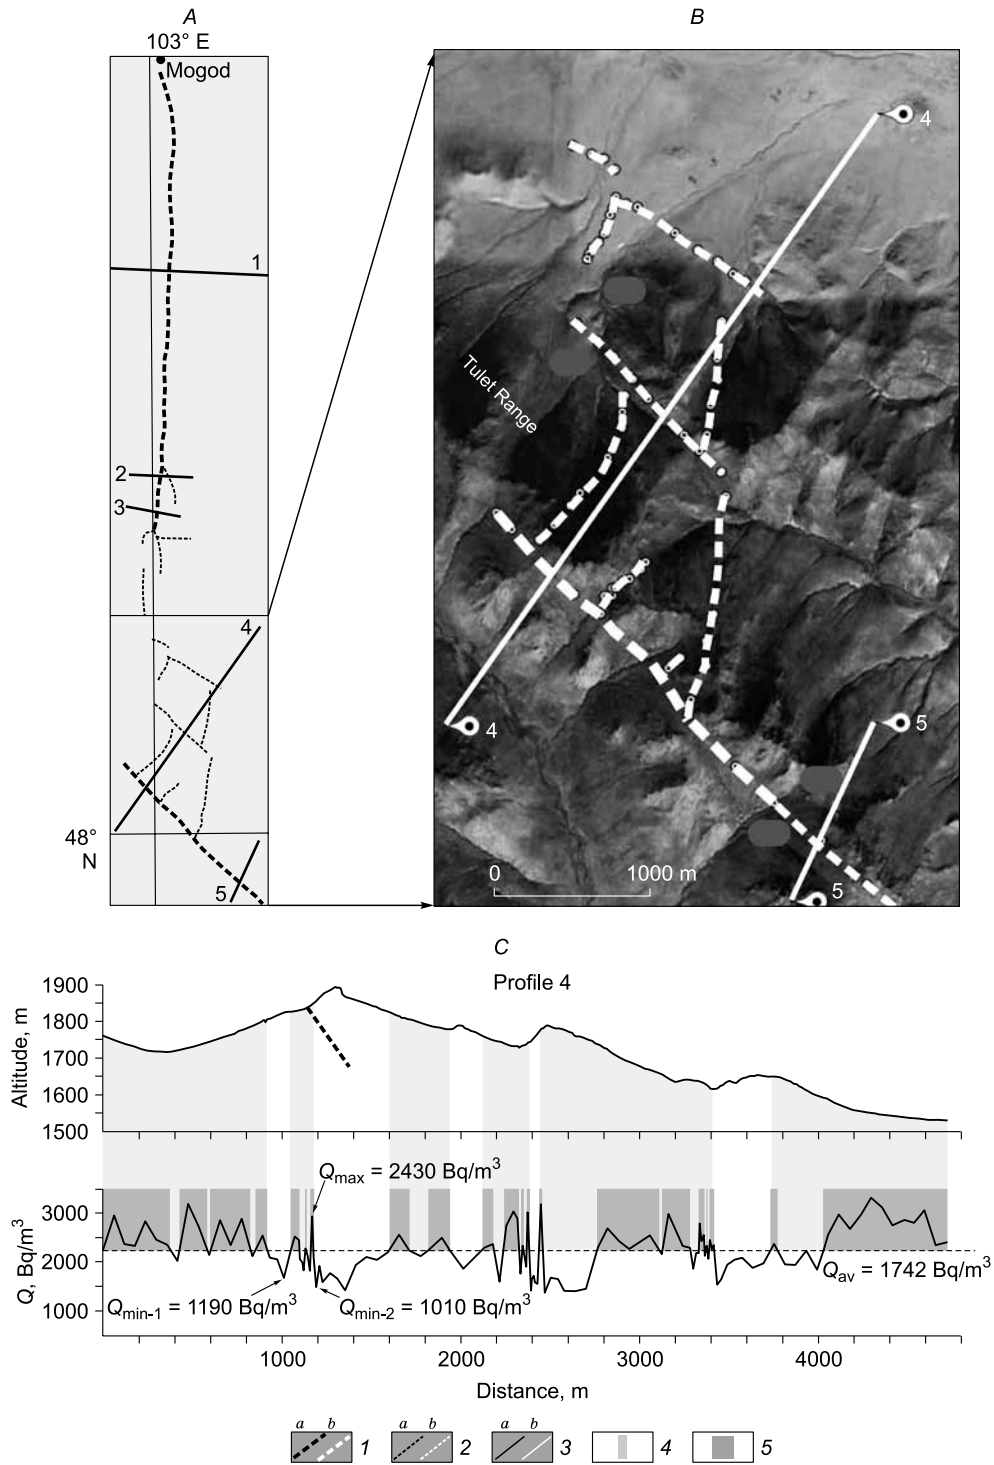 A
B
103° E
Mogod
1
2
3
4
5
48°
N
4
Tulet Range
4
5
5
0 1000 m
C
Profile 4
Altitude, m
1900
1800
1700
1600
1500
Q, Bq/m³
3000
2000
1000
Qmax = 2430 Bq/m³
Qmin-1 = 1190 Bq/m³
Qmin-2 = 1010 Bq/m³
Qav = 1742 Bq/m³
1000 2000 3000 4000
Distance, m
a b 1
a b 2
a b 3
4
5